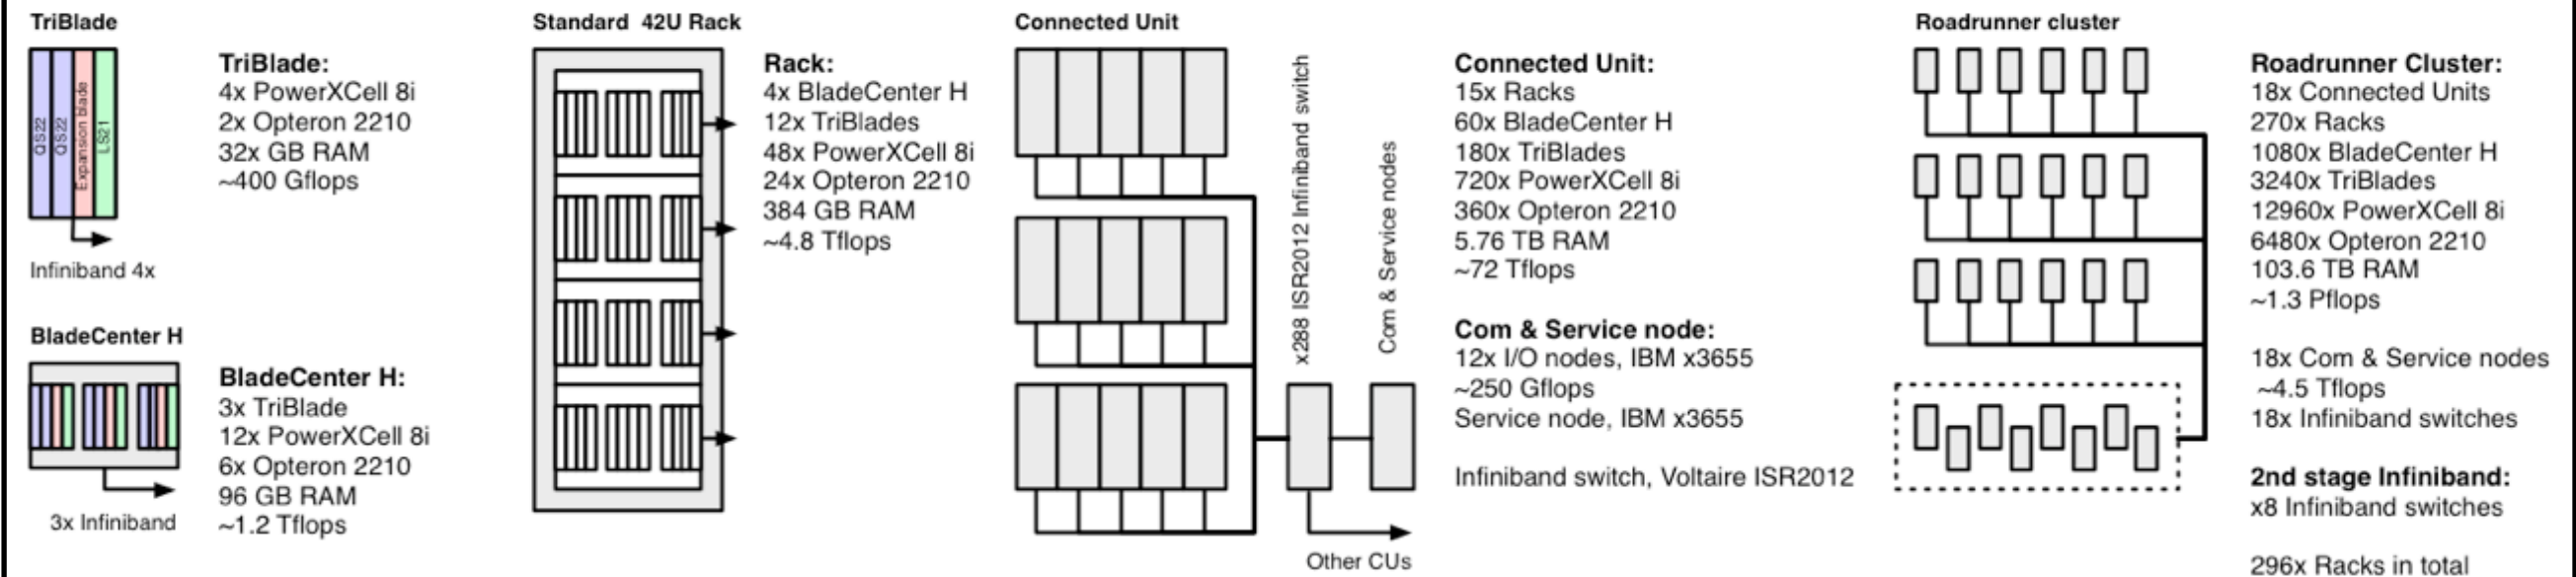 TriBlade
QS22
QS22
Expansion blade
LS21
Infiniband 4x
TriBlade:
4x PowerXCell 8i
2x Opteron 2210
32x GB RAM
~400 Gflops
BladeCenter H
3x Infiniband
BladeCenter H:
3x TriBlade
12x PowerXCell 8i
6x Opteron 2210
96 GB RAM
~1.2 Tflops
Standard 42U Rack
Rack:
4x BladeCenter H
12x TriBlades
48x PowerXCell 8i
24x Opteron 2210
384 GB RAM
~4.8 Tflops
Connected Unit
x288 ISR2012 Infiniband switch
Com & Service nodes
Other CUs
Connected Unit:
15x Racks
60x BladeCenter H
180x TriBlades
720x PowerXCell 8i
360x Opteron 2210
5.76 TB RAM
~72 Tflops
Com & Service node:
12x I/O nodes, IBM x3655
~250 Gflops
Service node, IBM x3655
Infiniband switch, Voltaire ISR2012
Roadrunner cluster
Roadrunner Cluster:
18x Connected Units
270x Racks
1080x BladeCenter H
3240x TriBlades
12960x PowerXCell 8i
6480x Opteron 2210
103.6 TB RAM
~1.3 Pflops
18x Com & Service nodes
~4.5 Tflops
18x Infiniband switches
2nd stage Infiniband:
x8 Infiniband switches
296x Racks in total